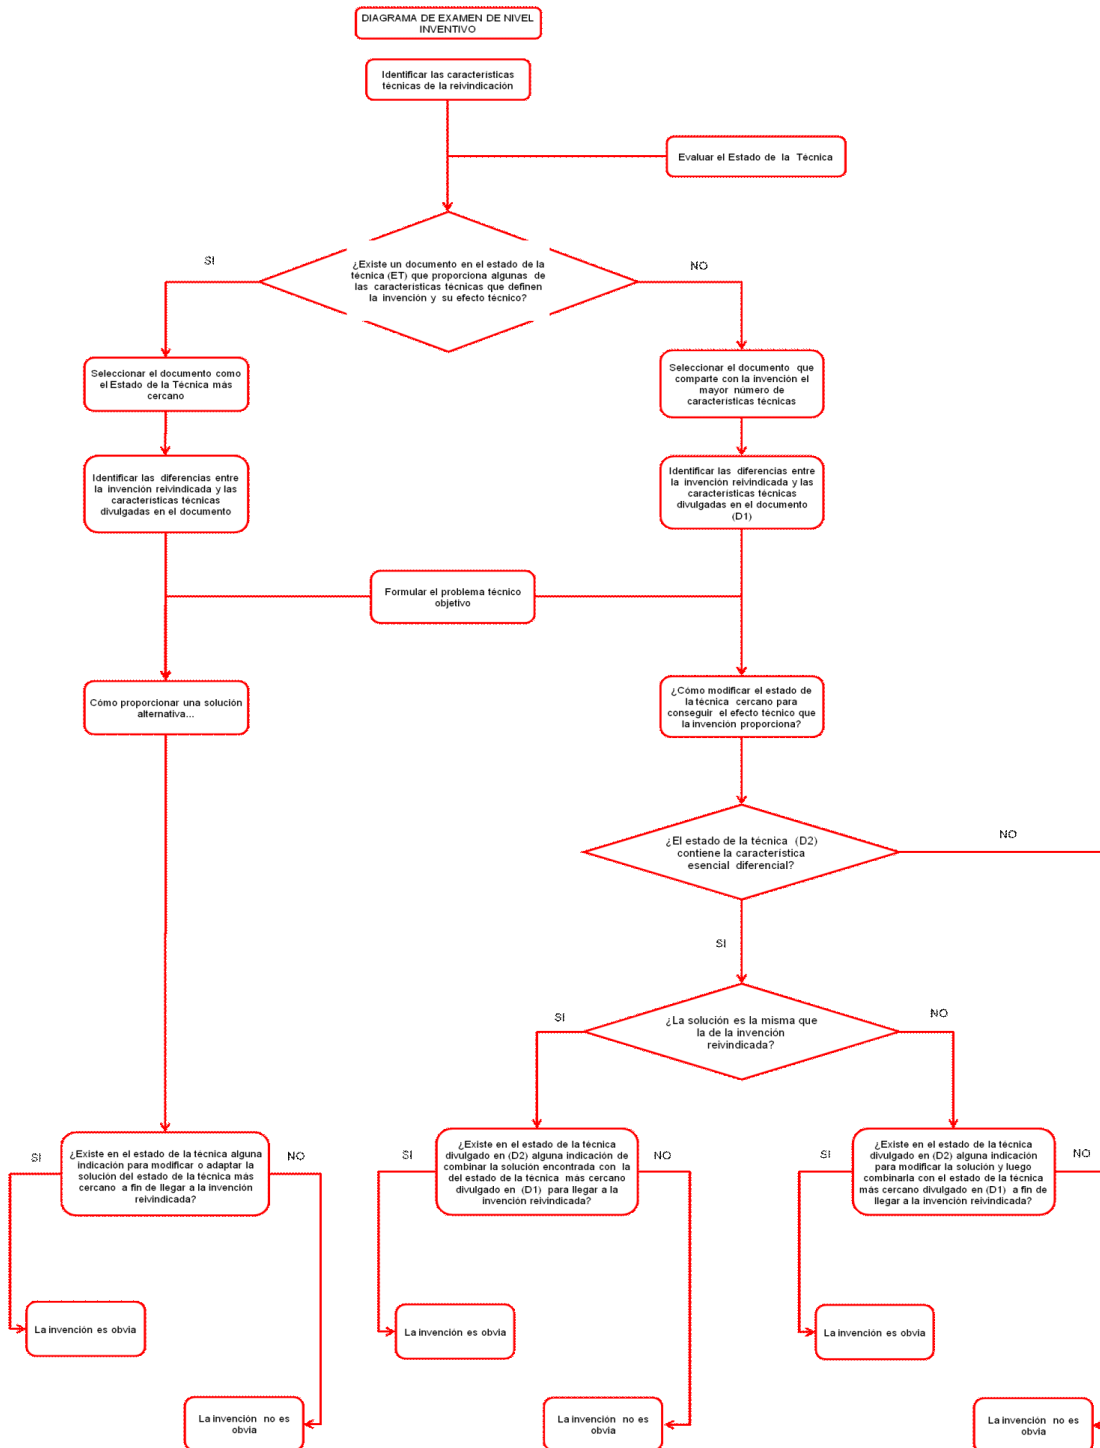 DIAGRAMA DE EXAMEN DE NIVEL
INVENTIVO
Identificar las características
técnicas de la reivindicación
Evaluar el Estado de la Técnica
SI
¿Existe un documento en el estado de la
técnica (ET) que proporciona algunas de
las características técnicas que definen
la invención y su efecto técnico?
NO
Seleccionar el documento como
el Estado de la Técnica más
cercano
Seleccionar el documento que
comparte con la invención el
mayor número de
características técnicas
Identificar las diferencias entre
la invención reivindicada y las
características técnicas
divulgadas en el documento
Identificar las diferencias entre
la invención reivindicada y las
características técnicas
divulgadas en el documento
(D1)
Formular el problema técnico
objetivo
Cómo proporcionar una solución
alternativa...
¿Cómo modificar el estado de
la técnica cercano para
conseguir el efecto técnico que
la invención proporciona?
¿El estado de la técnica (D2)
contiene la característica
esencial diferencial?
NO
SI
SI
¿La solución es la misma que
la de la invención
reivindicada?
NO
SI
¿Existe en el estado de la técnica alguna
indicación para modificar o adaptar la
solución del estado de la técnica más
cercano a fin de llegar a la invención
reivindicada?
NO
SI
¿Existe en el estado de la técnica
divulgado en (D2) alguna indicación de
combinar la solución encontrada con la
del estado de la técnica más cercano
divulgado en (D1) para llegar a la
invención reivindicada?
NO
SI
¿Existe en el estado de la técnica
divulgado en (D2) alguna indicación
para modificar la solución y luego
combinarla con el estado de la técnica
más cercano divulgado en (D1) a fin de
llegar a la invención reivindicada?
NO
La invención es obvia
La invención es obvia
La invención es obvia
La invención no es
obvia
La invención no es
obvia
La invención no es
obvia